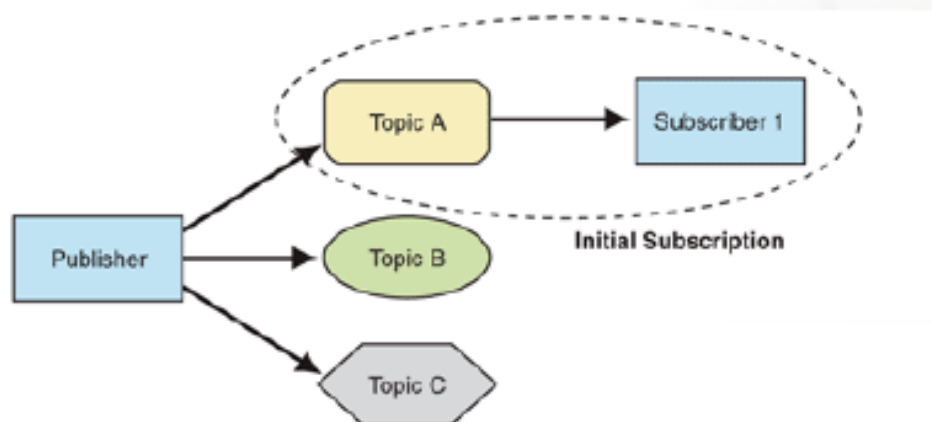 Topic A
Subscriber 1
Initial Subscription
Publisher
Topic B
Topic C